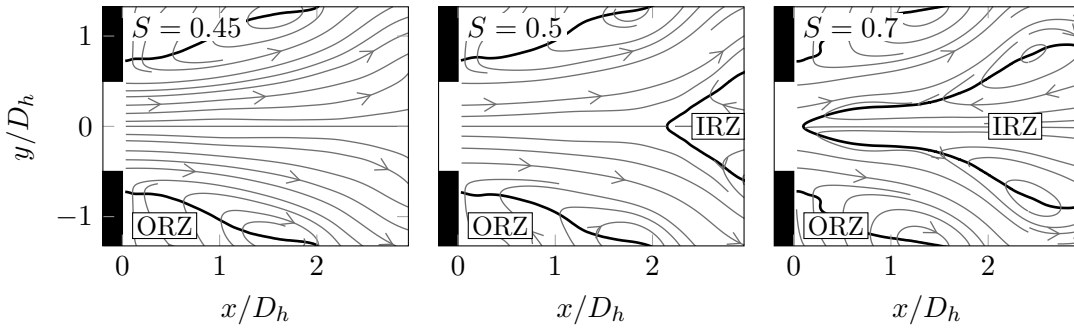 S = 0.45
S = 0.5
S = 0.7
1
0
−1
y/D_h
IRZ
IRZ
ORZ
ORZ
ORZ
0 1 2
0 1 2
0 1 2
x/D_h
x/D_h
x/D_h